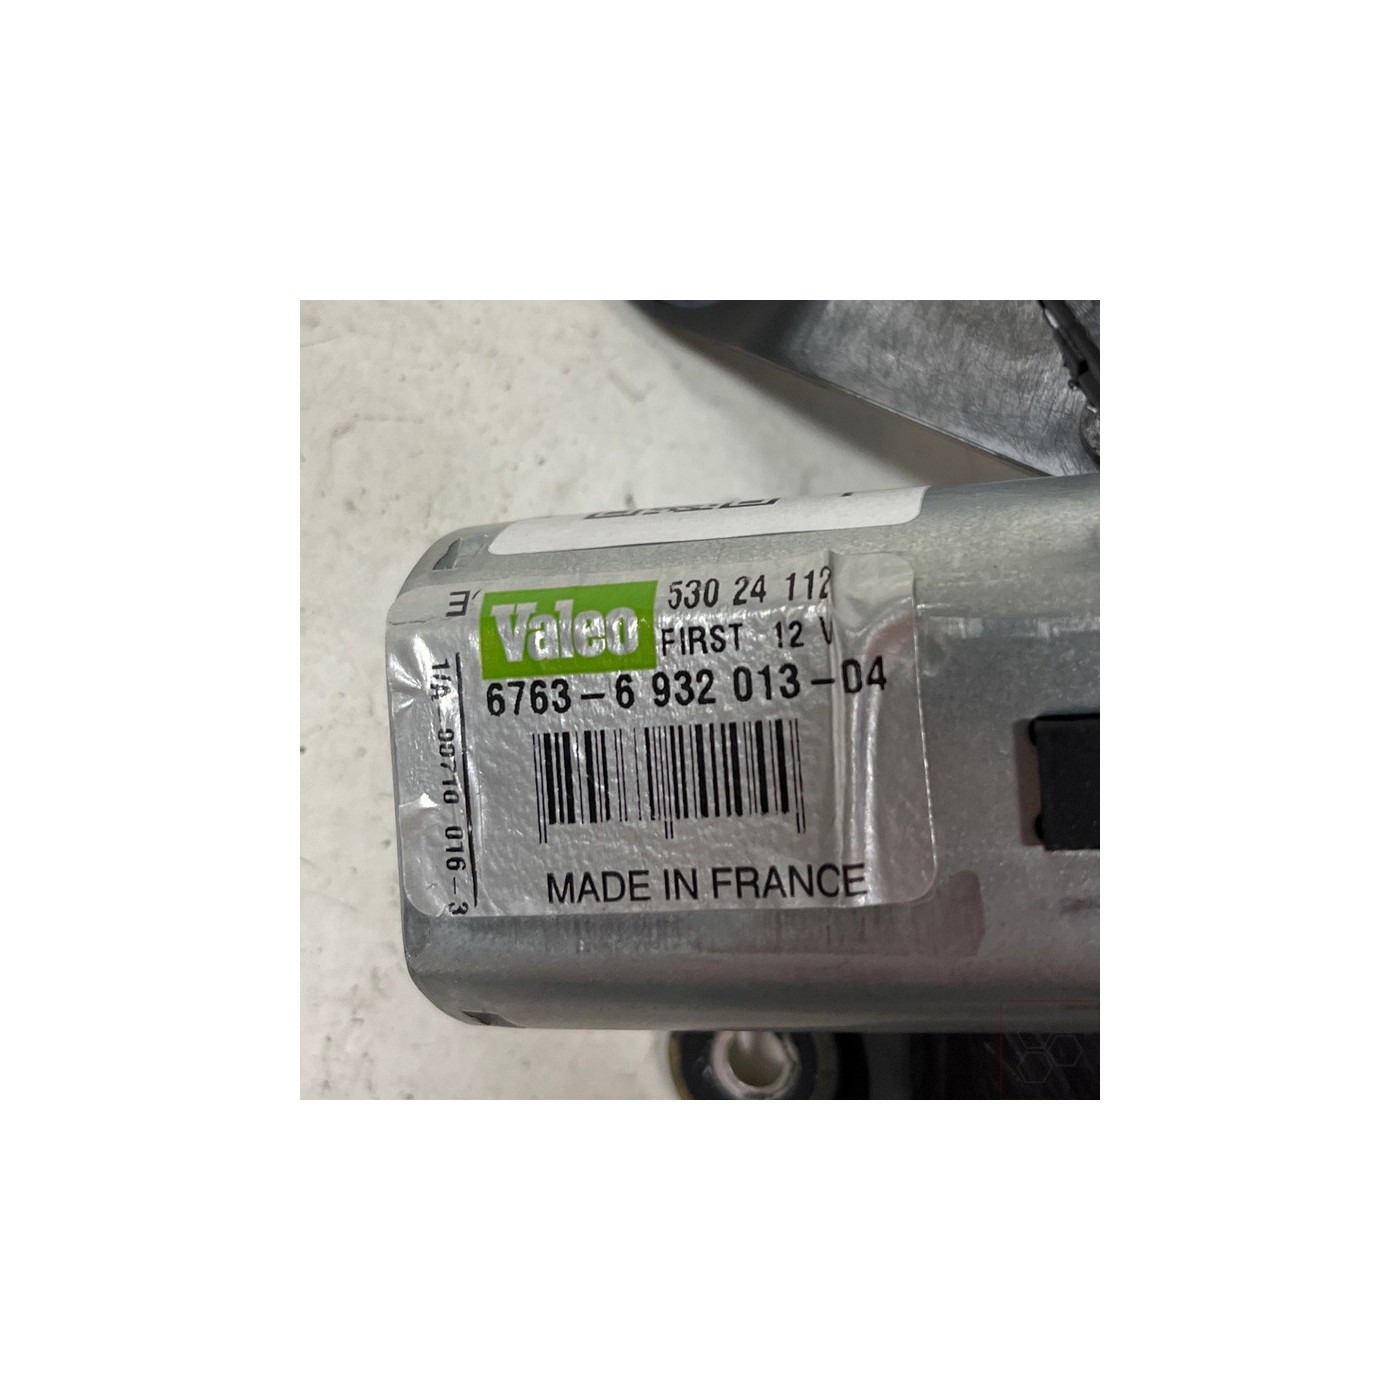 Valeo 530 24 112
FIRST 12 V
6763-6 932 013-04
MADE IN FRANCE